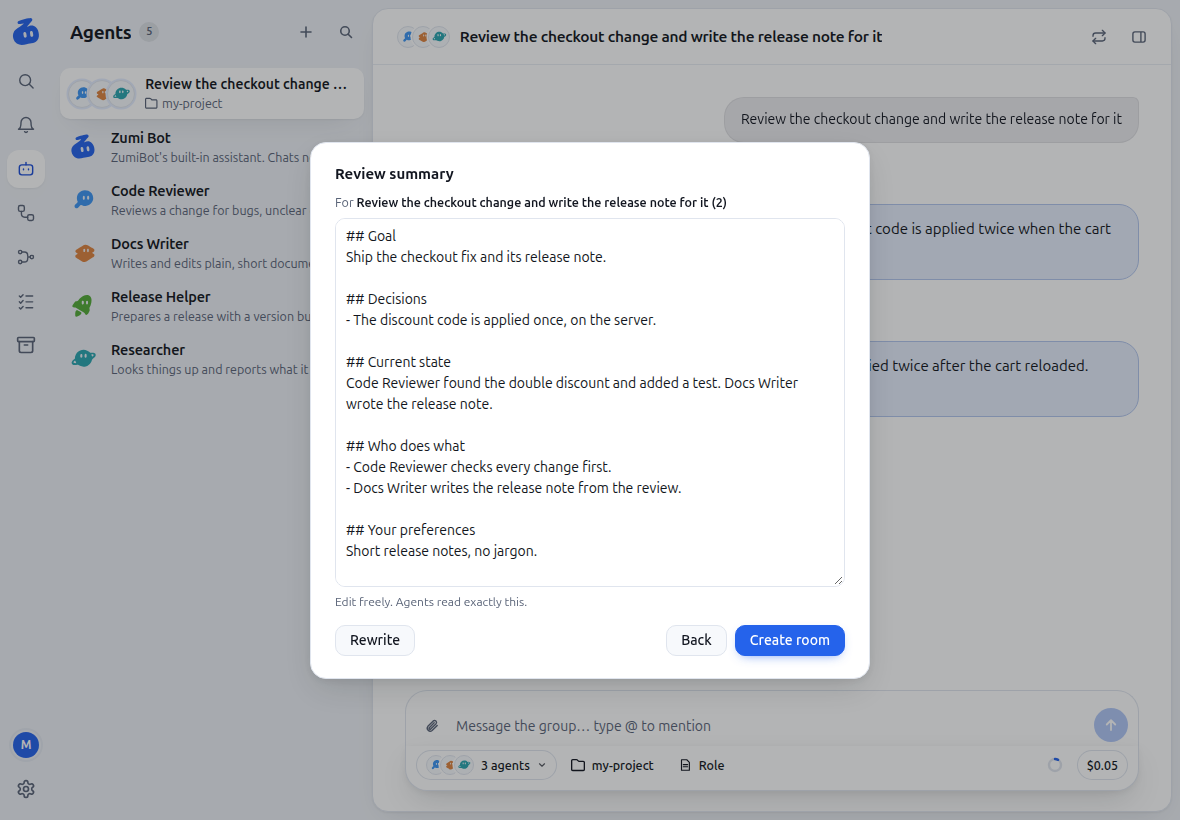 Agents 5
Review the checkout change …
my-project
Zumi Bot
ZumiBot's built-in assistant. Chats
Code Reviewer
Reviews a change for bugs, unclear
Docs Writer
Writes and edits plain, short
Release Helper
Prepares a release with a version
Researcher
Looks things up and reports what it
M
Review the checkout change and write the release note for it
Review the checkout change and write the release note for it
code is applied twice when the cart
twice after the cart reloaded.
Review summary
For Review the checkout change and write the release note for it (2)
## Goal
Ship the checkout fix and its release note.
## Decisions
- The discount code is applied once, on the server.
## Current state
Code Reviewer found the double discount and added a test. Docs Writer
wrote the release note.
## Who does what
- Code Reviewer checks every change first.
- Docs Writer writes the release note from the review.
## Your preferences
Short release notes, no jargon.
Edit freely. Agents read exactly this.
Rewrite
Back
Create room
Message the group… type @ to mention
3 agents
my-project
Role
$0.05